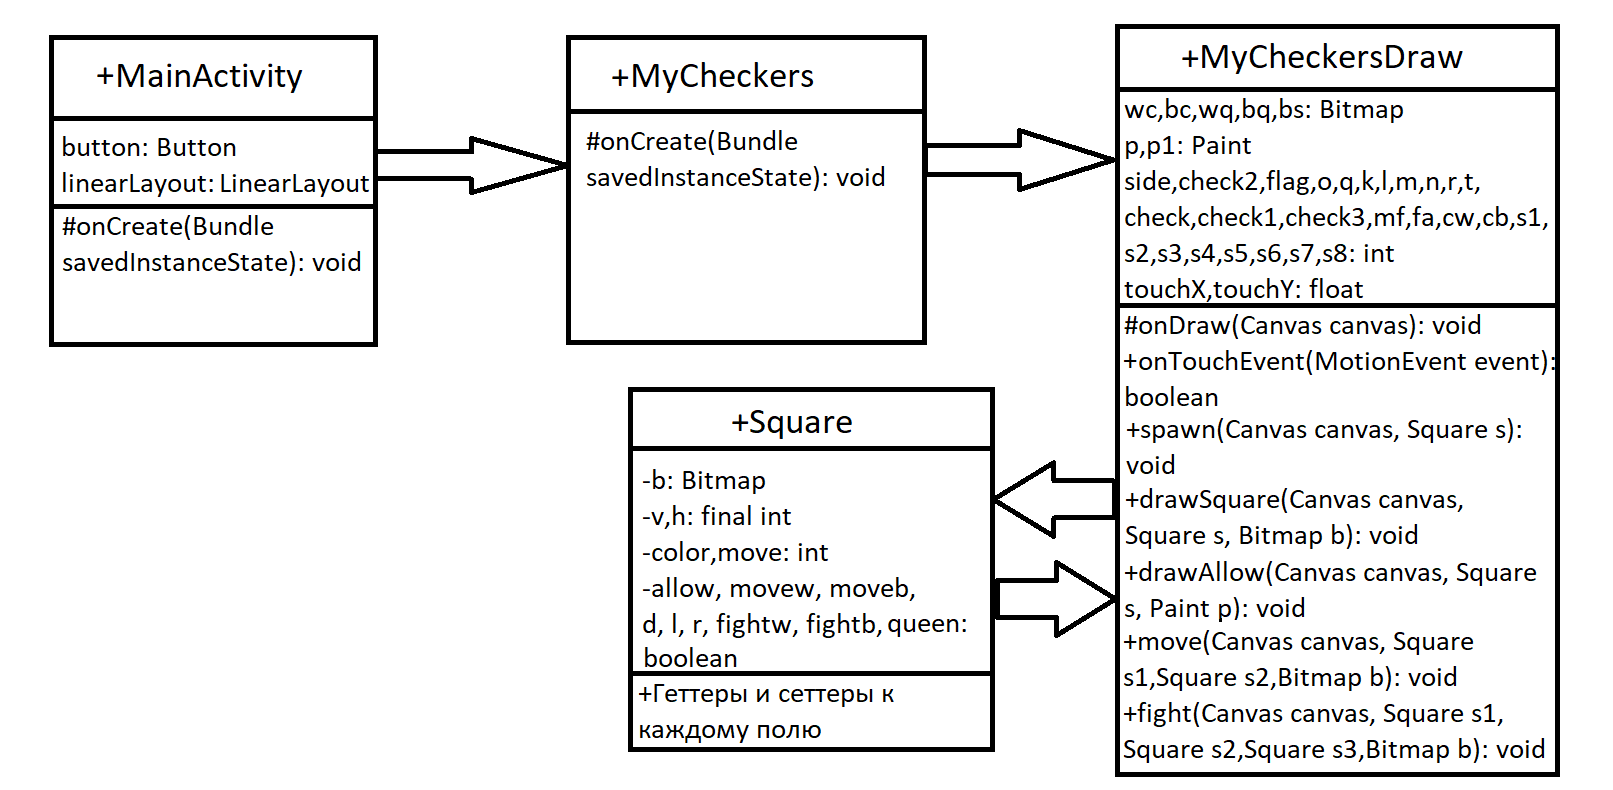 +MainActivity
button: Button
linearLayout: LinearLayout
#onCreate(Bundle
savedInstanceState): void
+MyCheckers
#onCreate(Bundle
savedInstanceState): void
+MyCheckersDraw
wc,bc,wq,bq,bs: Bitmap
p,p1: Paint
side,check2,flag,o,q,k,l,m,n,r,t,
check,check1,check3,mf,fa,cw,cb,s1,
s2,s3,s4,s5,s6,s7,s8: int
touchX,touchY: float
#onDraw(Canvas canvas): void
+onTouchEvent(MotionEvent event):
boolean
+spawn(Canvas canvas, Square s):
void
+drawSquare(Canvas canvas,
Square s, Bitmap b): void
+drawAllow(Canvas canvas, Square
s, Paint p): void
+move(Canvas canvas, Square
s1,Square s2,Bitmap b): void
+fight(Canvas canvas, Square s1,
Square s2,Square s3,Bitmap b): void
+Square
-b: Bitmap
-v,h: final int
-color,move: int
-allow, movew, moveb,
d, l, r, fightw, fightb, queen:
boolean
+Геттеры и сеттеры к
каждому полю